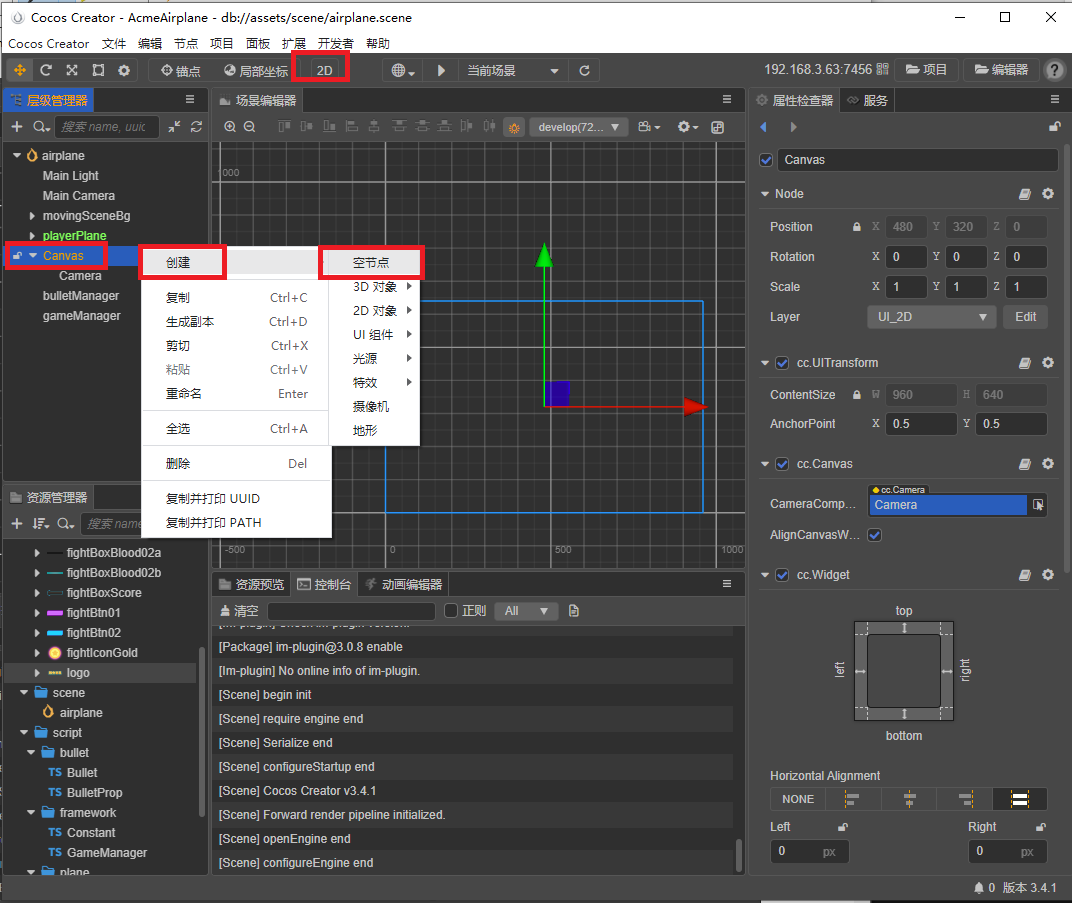 Cocos Creator - AcmeAirplane - db://assets/scene/airplane.scene
Cocos Creator 文件 编辑 节点 项目 面板 扩展 开发者 帮助
锚点 局部坐标 2D 当前场景 192.168.3.63:7456 项目 编辑器
层级管理器
搜索 name, uuid
airplane
Main Light
Main Camera
movingSceneBg
playerPlane
Canvas
Camera
bulletManager
gameManager
场景编辑器
develop(72...
创建
复制 Ctrl+C
生成副本 Ctrl+D
剪切 Ctrl+X
粘贴 Ctrl+V
重命名 Enter
全选 Ctrl+A
删除 Del
复制并打印 UUID
复制并打印 PATH
空节点
3D 对象
2D 对象
UI 组件
光源
特效
摄像机
地形
-500 0 500 1000
资源管理器
搜索 name
fightBoxBlood02a
fightBoxBlood02b
fightBoxScore
fightBtn01
fightBtn02
fightIconGold
logo
scene
airplane
script
bullet
TS Bullet
TS BulletProp
framework
TS Constant
TS GameManager
plane
资源预览 控制台 动画编辑器
清空 正则 All
[Package] im-plugin@3.0.8 enable
[Im-plugin] No online info of im-plugin.
[Scene] begin init
[Scene] require engine end
[Scene] Serialize end
[Scene] configureStartup end
[Scene] Cocos Creator v3.4.1
[Scene] Forward render pipeline initialized.
[Scene] openEngine end
[Scene] configureEngine end
属性检查器 服务
Canvas
Node
Position X 480 Y 320 Z 0
Rotation X 0 Y 0 Z 0
Scale X 1 Y 1 Z 1
Layer UI_2D Edit
cc.UITransform
ContentSize W 960 H 640
AnchorPoint X 0.5 Y 0.5
cc.Canvas
cc.Camera
CameraComp... Camera
AlignCanvasW...
cc.Widget
top
left
right
bottom
Horizontal Alignment
NONE
Left Right
0 px 0 px
0 版本 3.4.1